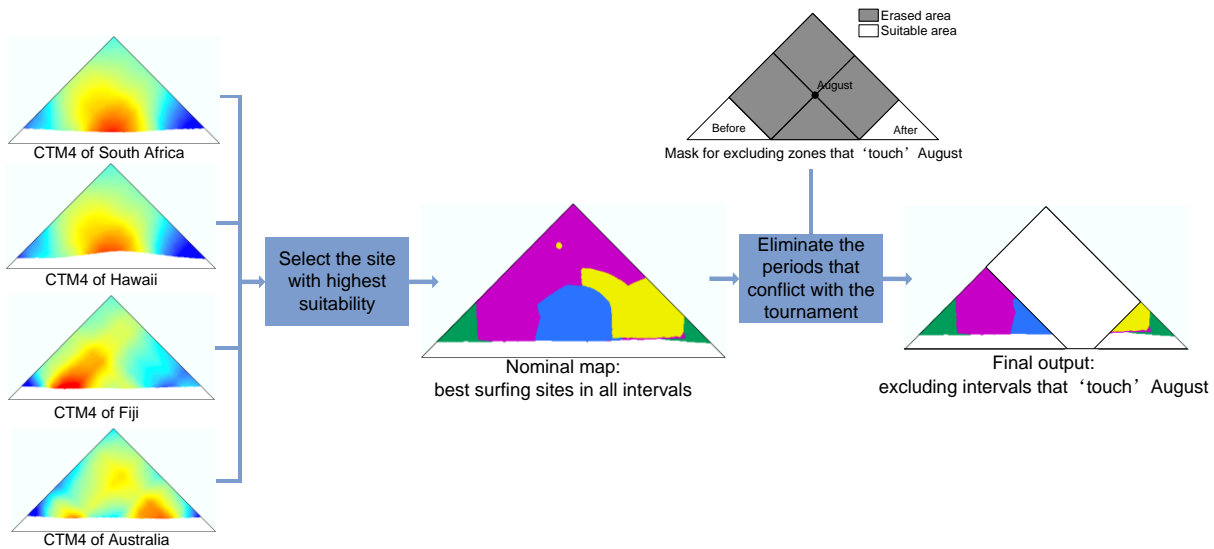 CTM4 of South Africa
CTM4 of Hawaii
CTM4 of Fiji
CTM4 of Australia
Select the site
with highest
suitability
Nominal map:
best surfing sites in all intervals
Erased area
Suitable area
August
Before
After
Mask for excluding zones that ‘touch’ August
Eliminate the
periods that
conflict with the
tournament
Final output:
excluding intervals that ‘touch’ August